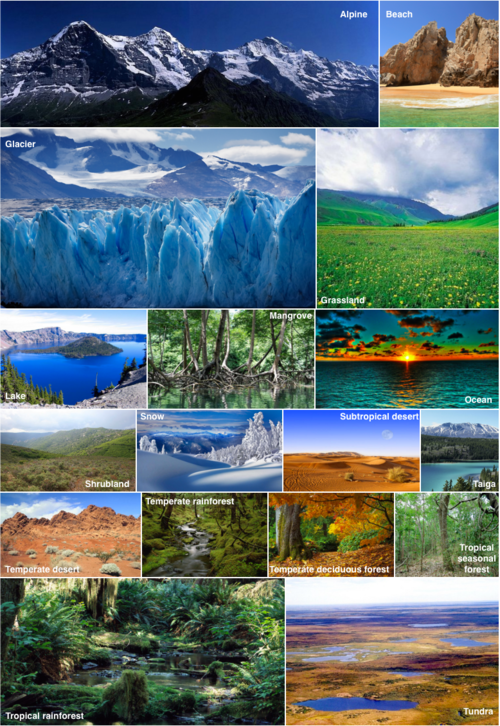 Alpine
Beach
Glacier
Grassland
Lake
Mangrove
Ocean
Shrubland
Snow
Subtropical desert
Taiga
Temperate desert
Temperate rainforest
Temperate deciduous forest
Tropical
seasonal
forest
Tropical rainforest
Tundra